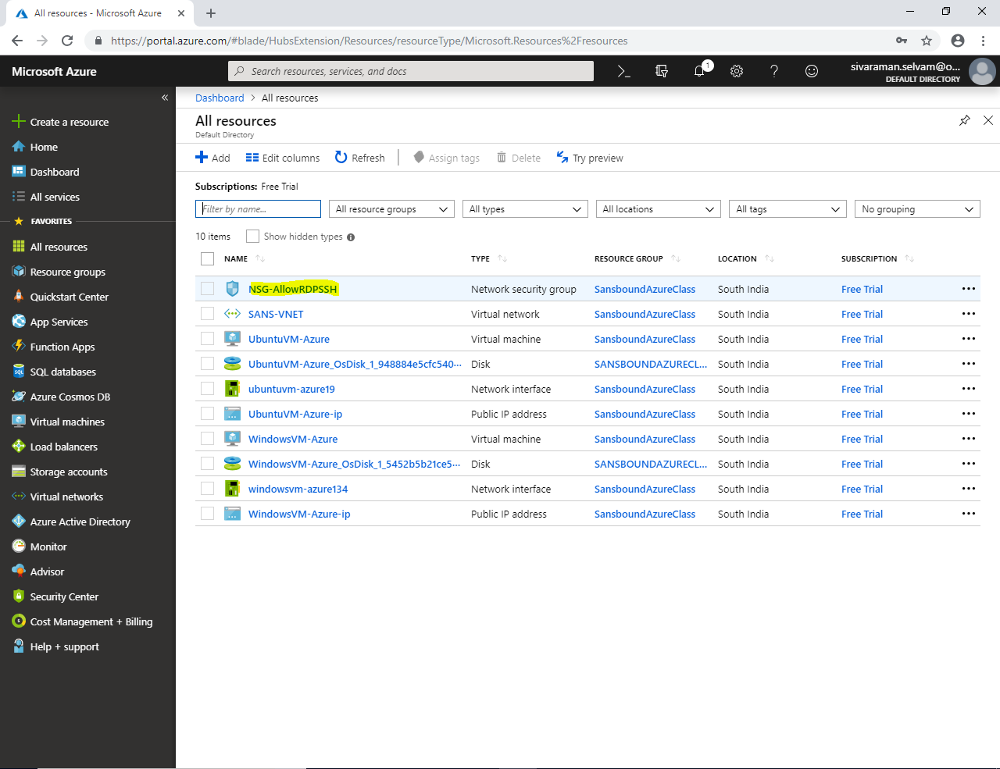 All resources - Microsoft Azure
https://portal.azure.com/#blade/HubsExtension/Resources/resourceType/Microsoft.Resources%2Fresources
Microsoft Azure
Search resources, services, and docs
1
sivaraman.selvam@o...
DEFAULT DIRECTORY
Create a resource
Home
Dashboard
All services
FAVORITES
All resources
Resource groups
Quickstart Center
App Services
Function Apps
SQL databases
Azure Cosmos DB
Virtual machines
Load balancers
Storage accounts
Virtual networks
Azure Active Directory
Monitor
Advisor
Security Center
Cost Management + Billing
Help + support
Dashboard > All resources
All resources
Default Directory
Add Edit columns Refresh Assign tags Delete Try preview
Subscriptions: Free Trial
Filter by name... All resource groups All types All locations All tags No grouping
10 items Show hidden types
NAME TYPE RESOURCE GROUP LOCATION SUBSCRIPTION
NSG-AllowRDPSSH Network security group SansboundAzureClass South India Free Trial
SANS-VNET Virtual network SansboundAzureClass South India Free Trial
UbuntuVM-Azure Virtual machine SansboundAzureClass South India Free Trial
UbuntuVM-Azure_OsDisk_1_948884e5cfc540... Disk SANSBOUNDAZURECL... South India Free Trial
ubuntuvm-azure19 Network interface SansboundAzureClass South India Free Trial
UbuntuVM-Azure-ip Public IP address SansboundAzureClass South India Free Trial
WindowsVM-Azure Virtual machine SansboundAzureClass South India Free Trial
WindowsVM-Azure_OsDisk_1_5452b5b21ce5... Disk SANSBOUNDAZURECL... South India Free Trial
windowsvm-azure134 Network interface SansboundAzureClass South India Free Trial
WindowsVM-Azure-ip Public IP address SansboundAzureClass South India Free Trial